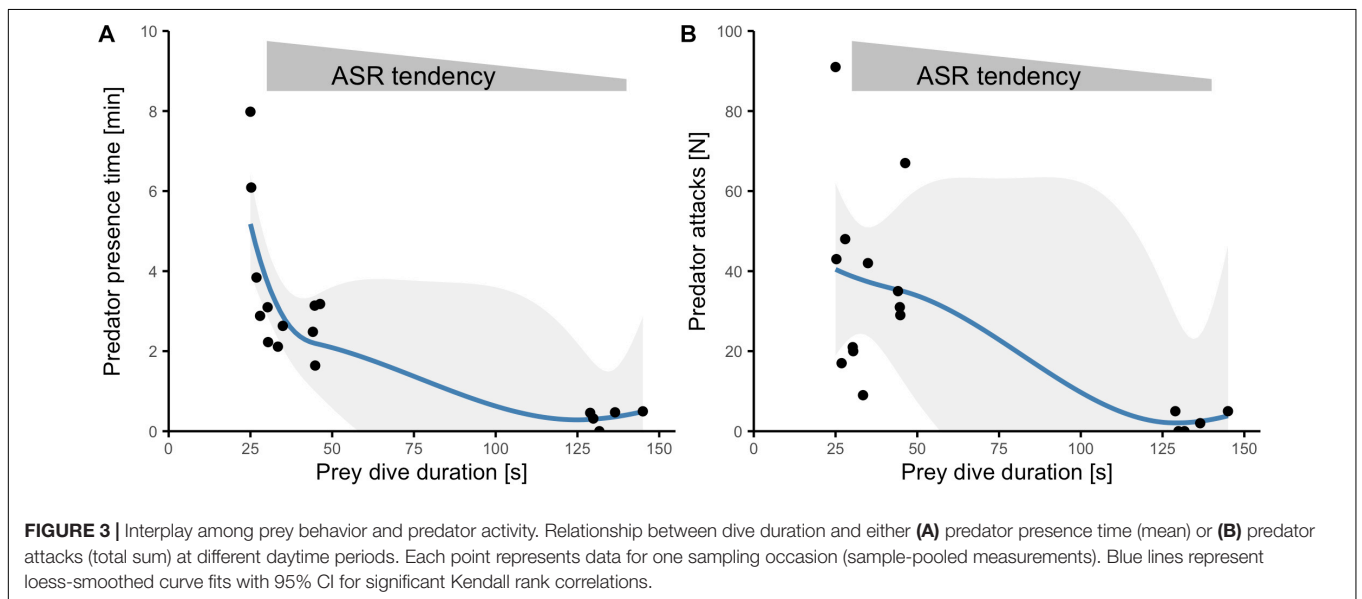 A
10
8
6
4
2
0
Predator presence time [min]
ASR tendency
0 25 50 75 100 125 150
Prey dive duration [s]
B
100
80
60
40
20
0
Predator attacks [N]
ASR tendency
0 25 50 75 100 125 150
Prey dive duration [s]
FIGURE 3 | Interplay among prey behavior and predator activity. Relationship between dive duration and either (A) predator presence time (mean) or (B) predator
attacks (total sum) at different daytime periods. Each point represents data for one sampling occasion (sample-pooled measurements). Blue lines represent
loess-smoothed curve fits with 95% CI for significant Kendall rank correlations.